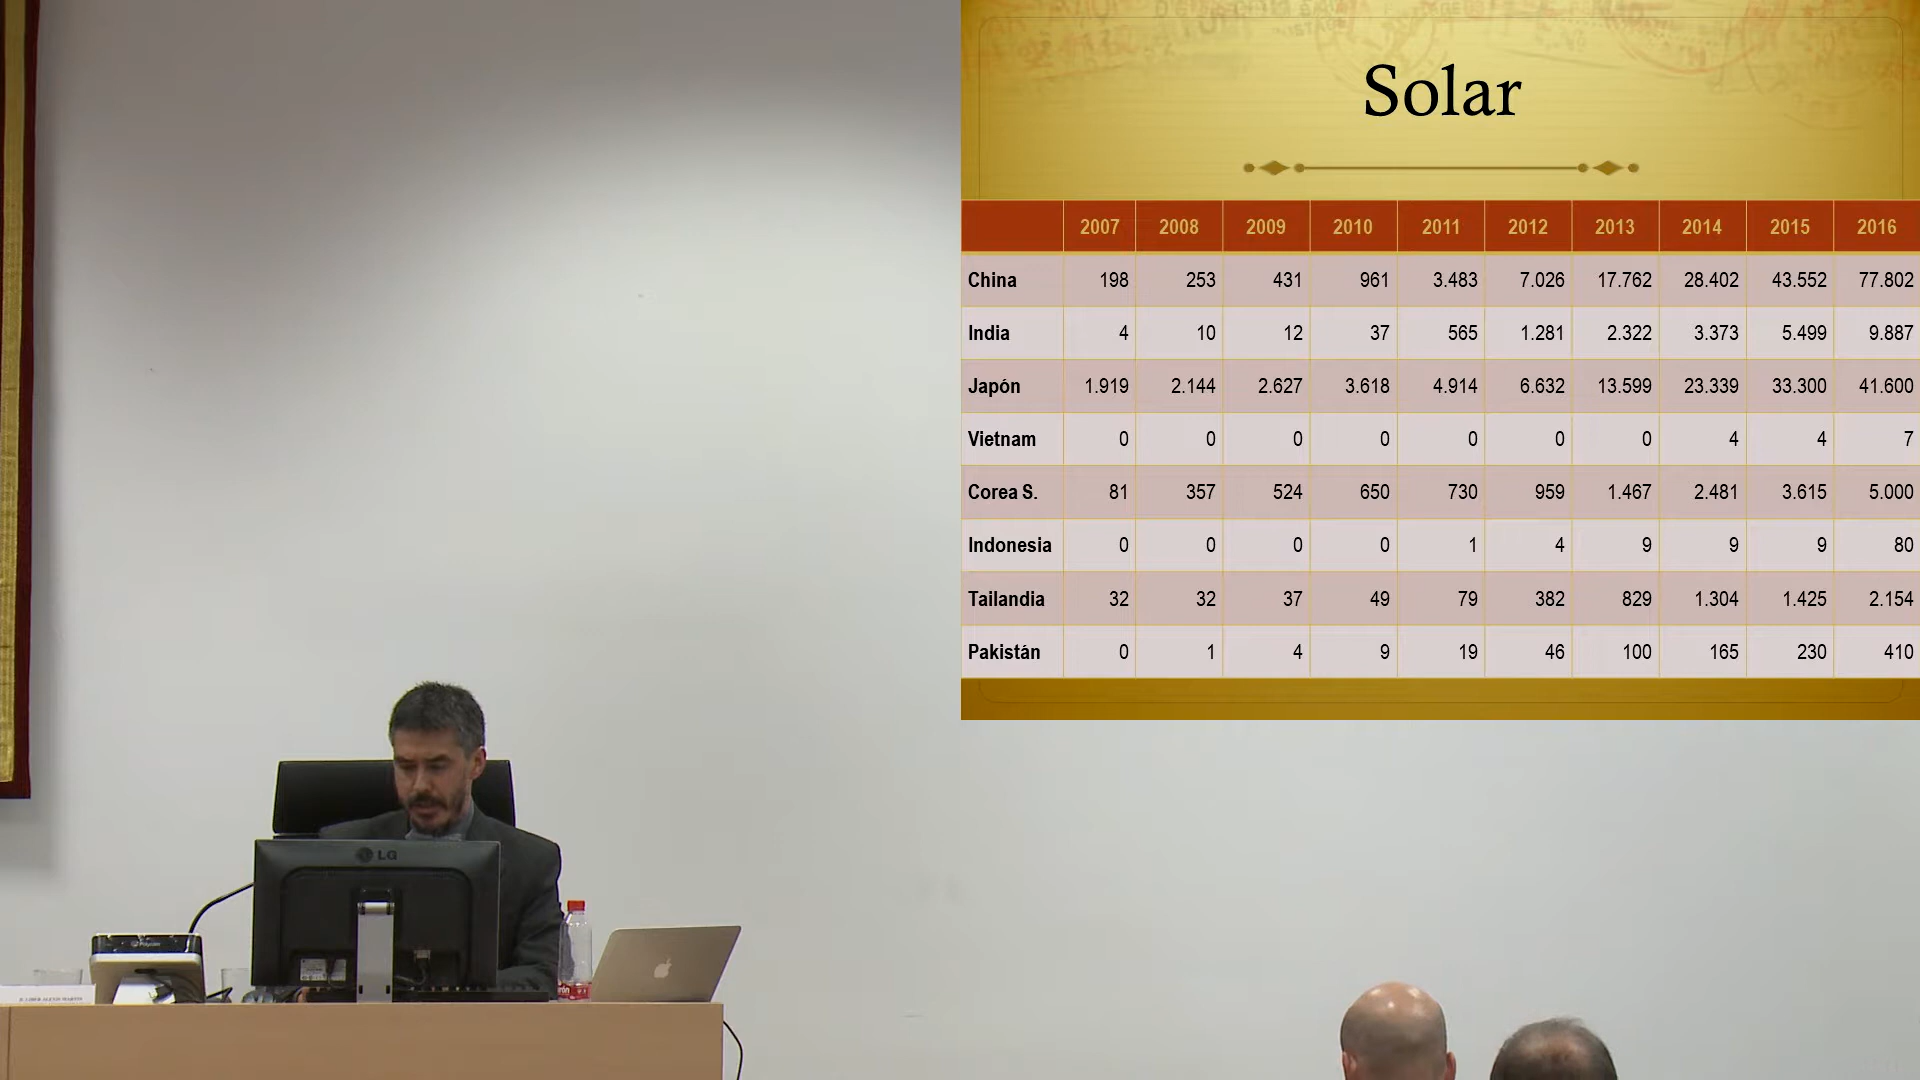 Solar
2007 2008 2009 2010 2011 2012 2013 2014 2015 2016
China 198 253 431 961 3.483 7.026 17.762 28.402 43.552 77.802
India 4 10 12 37 565 1.281 2.322 3.373 5.499 9.887
Japón 1.919 2.144 2.627 3.618 4.914 6.632 13.599 23.339 33.300 41.600
Vietnam 0 0 0 0 0 0 0 4 4 7
Corea S. 81 357 524 650 730 959 1.467 2.481 3.615 5.000
Indonesia 0 0 0 0 1 4 9 9 9 80
Tailandia 32 32 37 49 79 382 829 1.304 1.425 2.154
Pakistán 0 1 4 9 19 46 100 165 230 410
LG